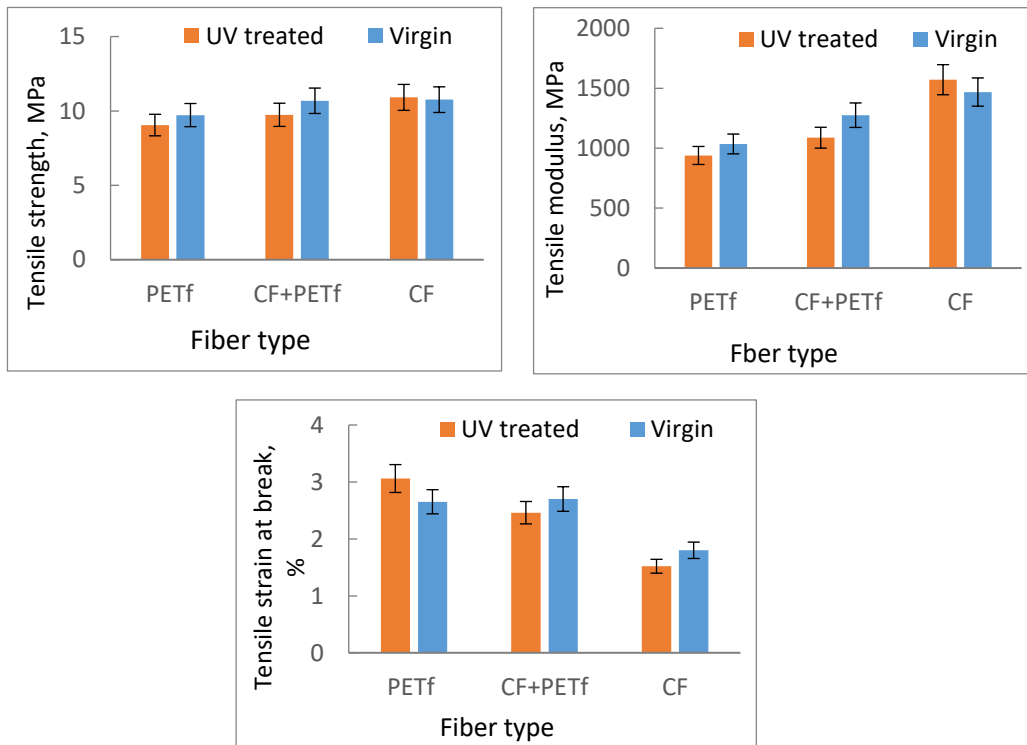 Tensile strength, MPa
15
10
5
0
UV treated Virgin
PETf CF+PETf CF
Fiber type
Tensile modulus, MPa
2000
1500
1000
500
0
UV treated Virgin
PETf CF+PETf CF
Fber type
Tensile strain at break,
%
4
3
2
1
0
UV treated Virgin
PETf CF+PETf CF
Fiber type